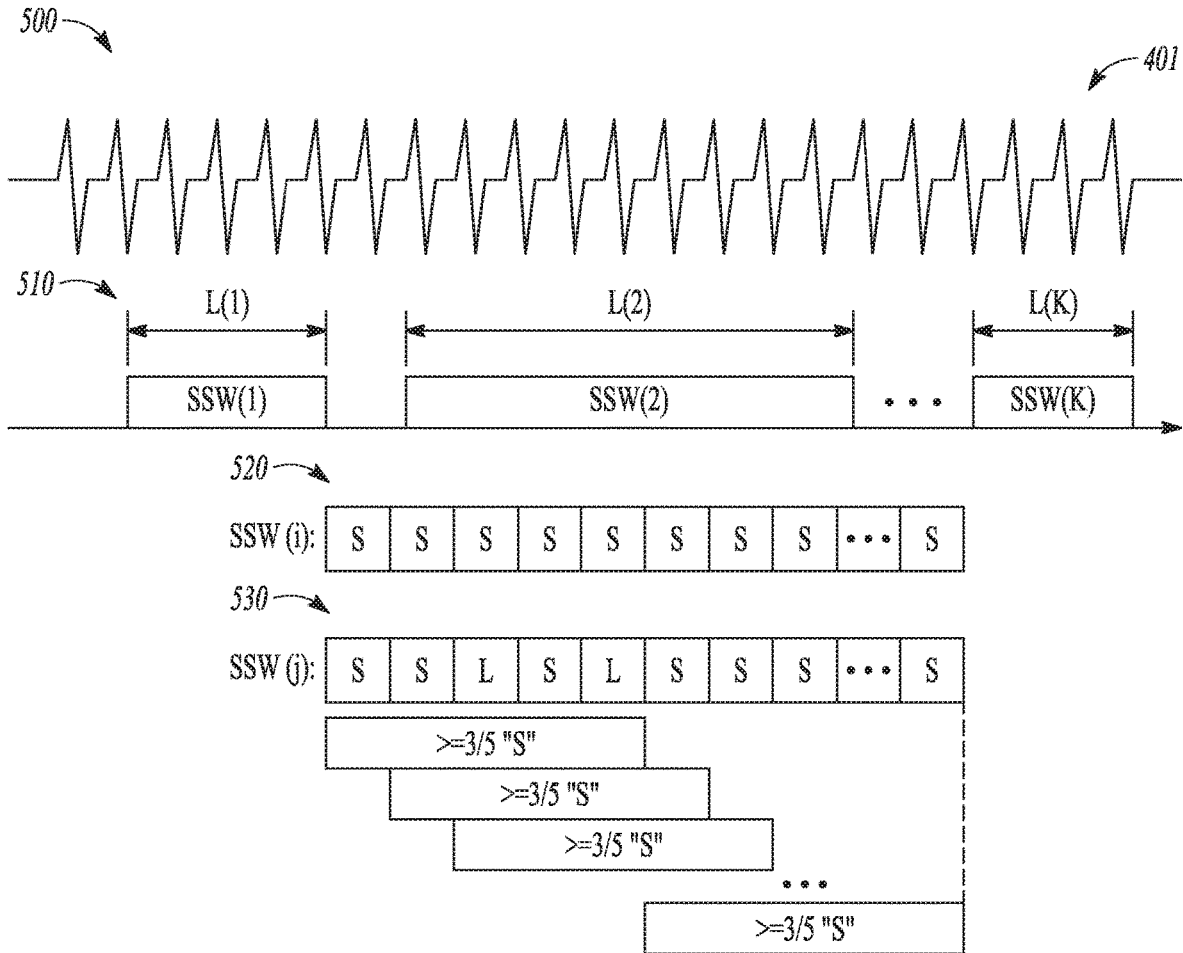 500
401
510
L(1) L(2) L(K)
SSW(1) SSW(2) • • • SSW(K)
520
SSW (i): S S S S S S S S • • • S
530
SSW (j): S S L S L S S S • • • S
>=3/5 "S"
>=3/5 "S"
>=3/5 "S"
• • •
>=3/5 "S"